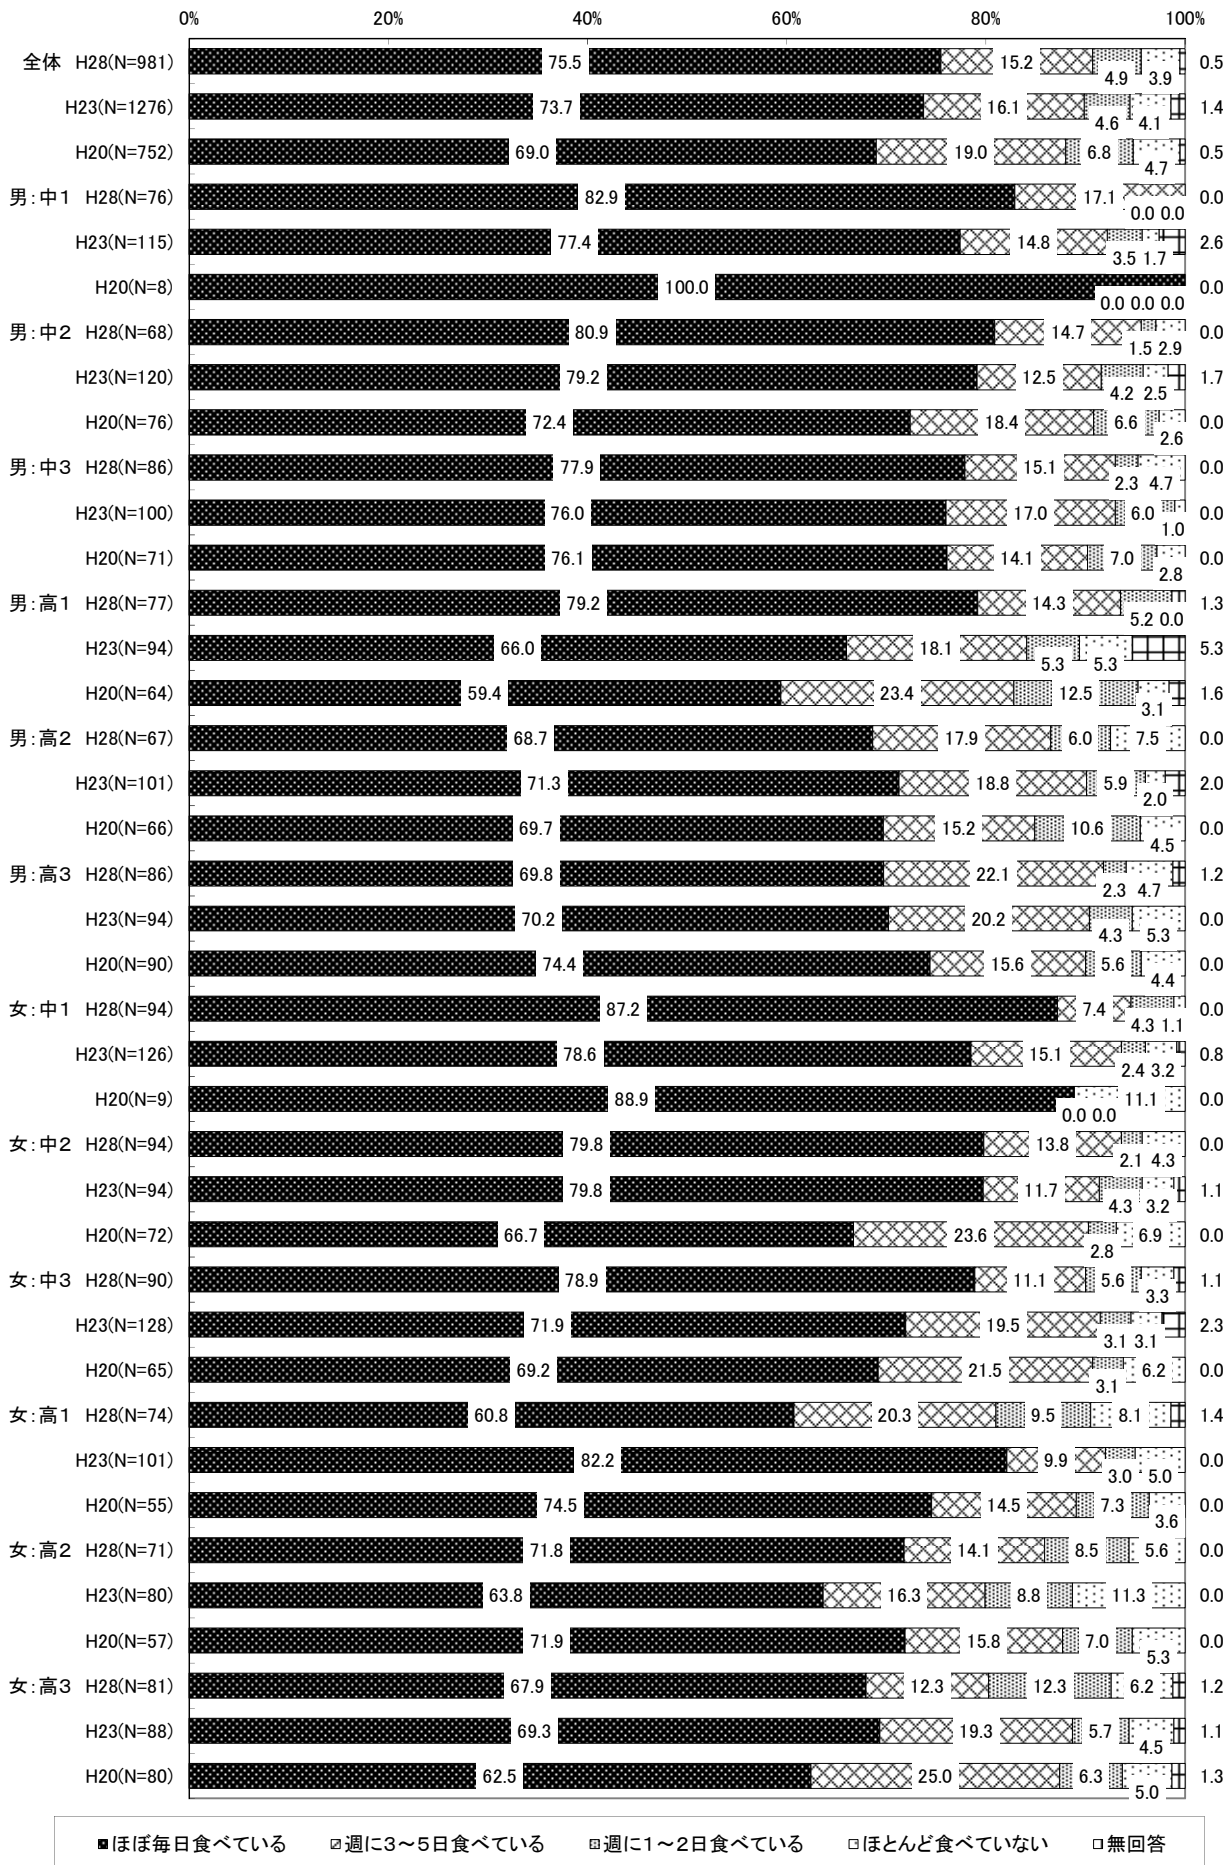 0% 20% 40% 60% 80% 100%
全体 H28(N=981) 75.5 15.2 4.9 3.9 0.5
H23(N=1276) 73.7 16.1 4.6 4.1 1.4
H20(N=752) 69.0 19.0 6.8 4.7 0.5
男:中1 H28(N=76) 82.9 17.1 0.0 0.0 0.0
H23(N=115) 77.4 14.8 3.5 1.7 2.6
H20(N=8) 100.0 0.0 0.0 0.0 0.0
男:中2 H28(N=68) 80.9 14.7 1.5 2.9 0.0
H23(N=120) 79.2 12.5 4.2 2.5 1.7
H20(N=76) 72.4 18.4 6.6 2.6 0.0
男:中3 H28(N=86) 77.9 15.1 2.3 4.7 0.0
H23(N=100) 76.0 17.0 6.0 1.0 0.0
H20(N=71) 76.1 14.1 7.0 2.8 0.0
男:高1 H28(N=77) 79.2 14.3 5.2 0.0 1.3
H23(N=94) 66.0 18.1 5.3 5.3 5.3
H20(N=64) 59.4 23.4 12.5 3.1 1.6
男:高2 H28(N=67) 68.7 17.9 6.0 7.5 0.0
H23(N=101) 71.3 18.8 5.9 2.0 2.0
H20(N=66) 69.7 15.2 10.6 4.5 0.0
男:高3 H28(N=86) 69.8 22.1 2.3 4.7 1.2
H23(N=94) 70.2 20.2 4.3 5.3 0.0
H20(N=90) 74.4 15.6 5.6 4.4 0.0
女:中1 H28(N=94) 87.2 7.4 4.3 1.1 0.0
H23(N=126) 78.6 15.1 2.4 3.2 0.8
H20(N=9) 88.9 0.0 0.0 11.1 0.0
女:中2 H28(N=94) 79.8 13.8 2.1 4.3 0.0
H23(N=94) 79.8 11.7 4.3 3.2 1.1
H20(N=72) 66.7 23.6 2.8 6.9 0.0
女:中3 H28(N=90) 78.9 11.1 5.6 3.3 1.1
H23(N=128) 71.9 19.5 3.1 3.1 2.3
H20(N=65) 69.2 21.5 3.1 6.2 0.0
女:高1 H28(N=74) 60.8 20.3 9.5 8.1 1.4
H23(N=101) 82.2 9.9 3.0 5.0 0.0
H20(N=55) 74.5 14.5 7.3 3.6 0.0
女:高2 H28(N=71) 71.8 14.1 8.5 5.6 0.0
H23(N=80) 63.8 16.3 8.8 11.3 0.0
H20(N=57) 71.9 15.8 7.0 5.3 0.0
女:高3 H28(N=81) 67.9 12.3 12.3 6.2 1.2
H23(N=88) 69.3 19.3 5.7 4.5 1.1
H20(N=80) 62.5 25.0 6.3 5.0 1.3
ほぼ毎日食べている 週に3~5日食べている 週に1~2日食べている ほとんど食べていない 無回答